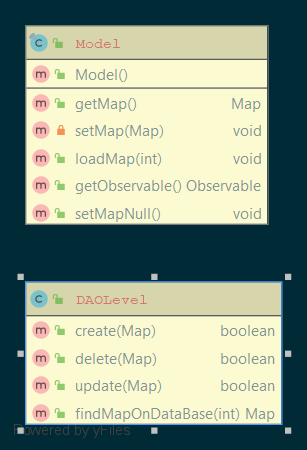 c Model
m Model()
m getMap() Map
m setMap(Map) void
m loadMap(int) void
m getObservable() Observable
m setMapNull() void
c DAOLevel
m create(Map) boolean
m delete(Map) boolean
m update(Map) boolean
m findMapOnDataBase(int) Map
Powered by yFiles